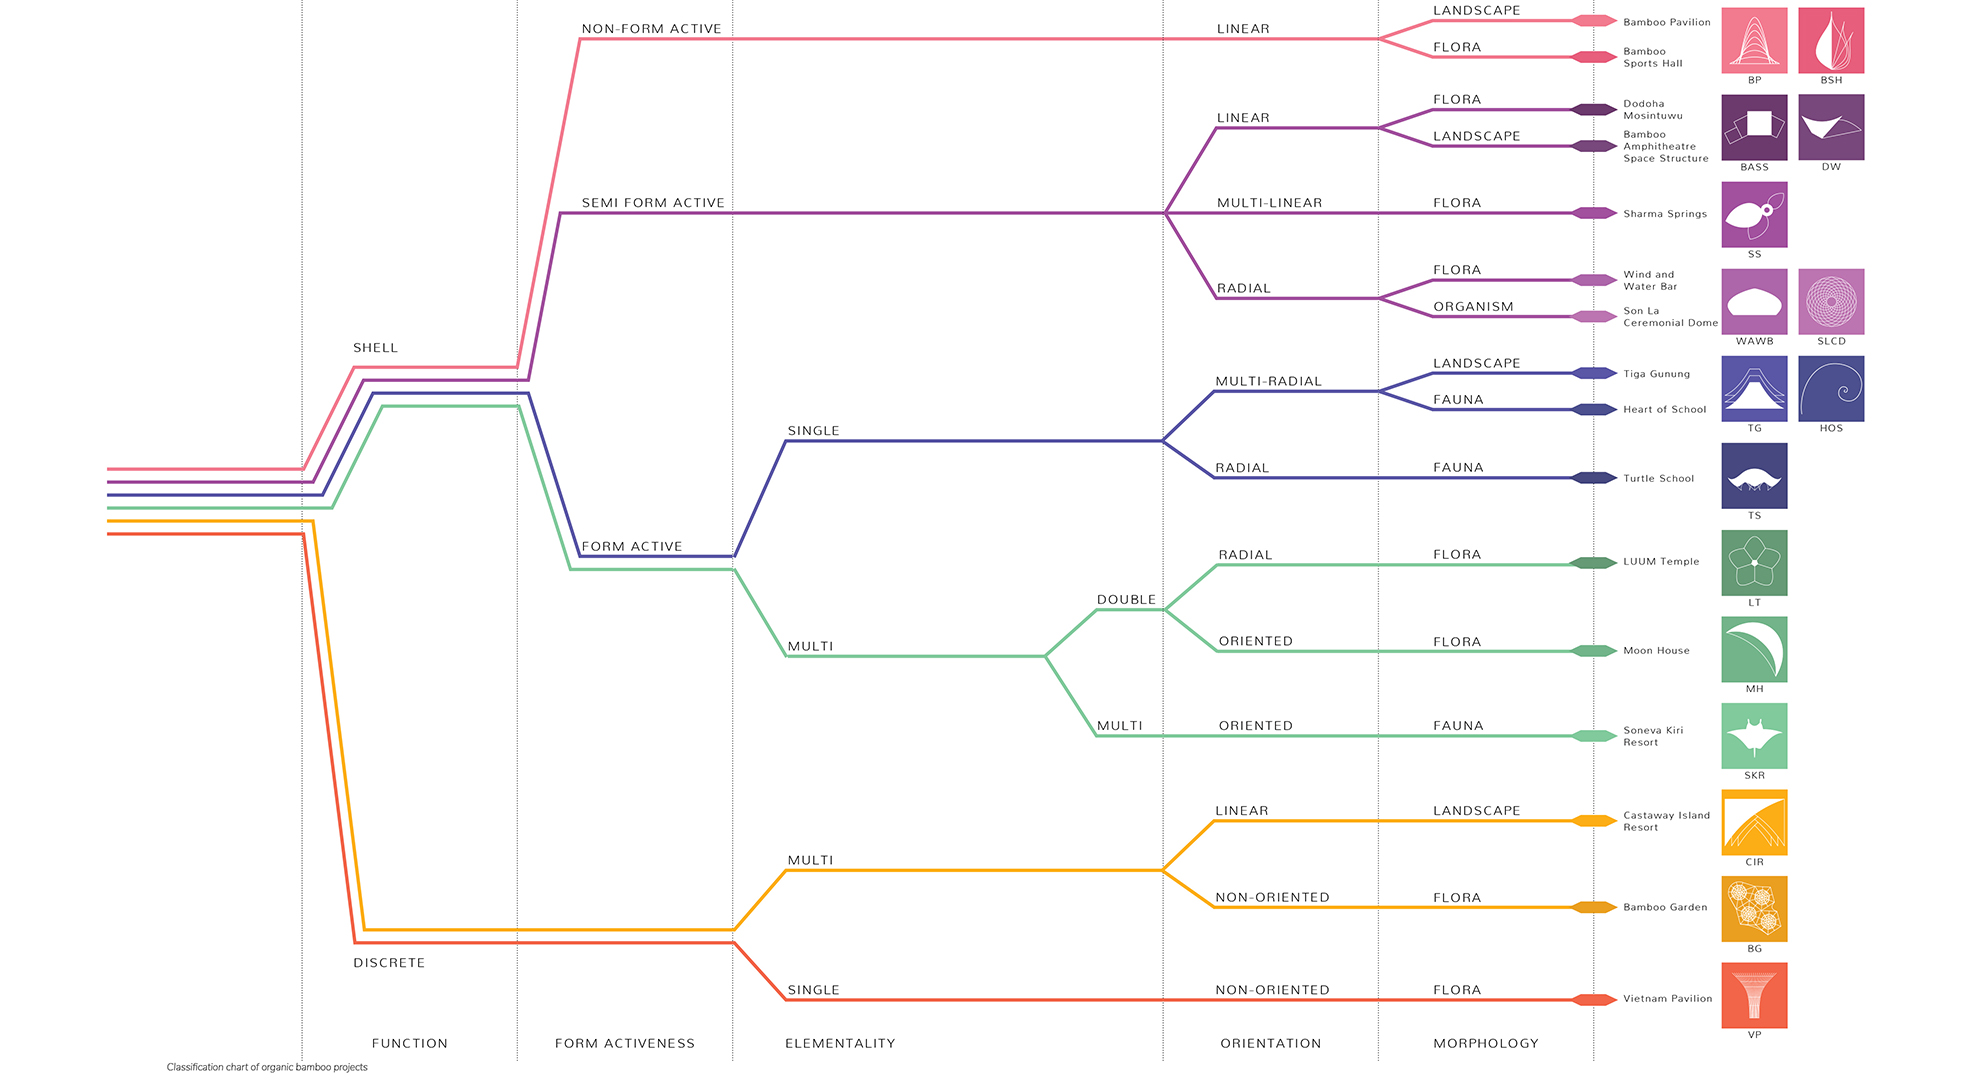 NON-FORM ACTIVE
LINEAR
LANDSCAPE
Bamboo Pavilion
FLORA
Bamboo
Sports Hall
BP
BSH
SEMI FORM ACTIVE
LINEAR
FLORA
Dodoha
Mosintuwu
LANDSCAPE
Bamboo
Amphitheatre
Space Structure
BASS
DW
MULTI-LINEAR
FLORA
Sharma Springs
SS
RADIAL
FLORA
Wind and
Water Bar
ORGANISM
Son La
Ceremonial Dome
WAWB
SLCD
SHELL
FORM ACTIVE
SINGLE
MULTI-RADIAL
LANDSCAPE
Tiga Gunung
FAUNA
Heart of School
TG
HOS
RADIAL
FAUNA
Turtle School
TS
MULTI
DOUBLE
RADIAL
FLORA
LUUM Temple
LT
ORIENTED
FLORA
Moon House
MH
MULTI
ORIENTED
FAUNA
Soneva Kiri
Resort
SKR
DISCRETE
MULTI
LINEAR
LANDSCAPE
Castaway Island
Resort
CIR
NON-ORIENTED
FLORA
Bamboo Garden
BG
SINGLE
NON-ORIENTED
FLORA
Vietnam Pavilion
VP
FUNCTION
FORM ACTIVENESS
ELEMENTALITY
ORIENTATION
MORPHOLOGY
Classification chart of organic bamboo projects